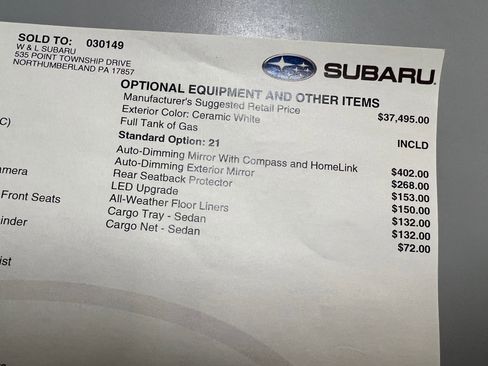 SOLD TO: 030149
W & L SUBARU
535 POINT TOWNSHIP DRIVE
NORTHUMBERLAND PA 17857
SUBARU
OPTIONAL EQUIPMENT AND OTHER ITEMS
Manufacturer's Suggested Retail Price $37,495.00
Exterior Color: Ceramic White
Full Tank of Gas INCLD
Standard Option: 21
Auto-Dimming Mirror With Compass and HomeLink $402.00
Auto-Dimming Exterior Mirror $268.00
Rear Seatback Protector $153.00
LED Upgrade $150.00
All-Weather Floor Liners $132.00
Cargo Tray - Sedan $132.00
Cargo Net - Sedan $72.00
C)
amera
Front Seats
inder
ist